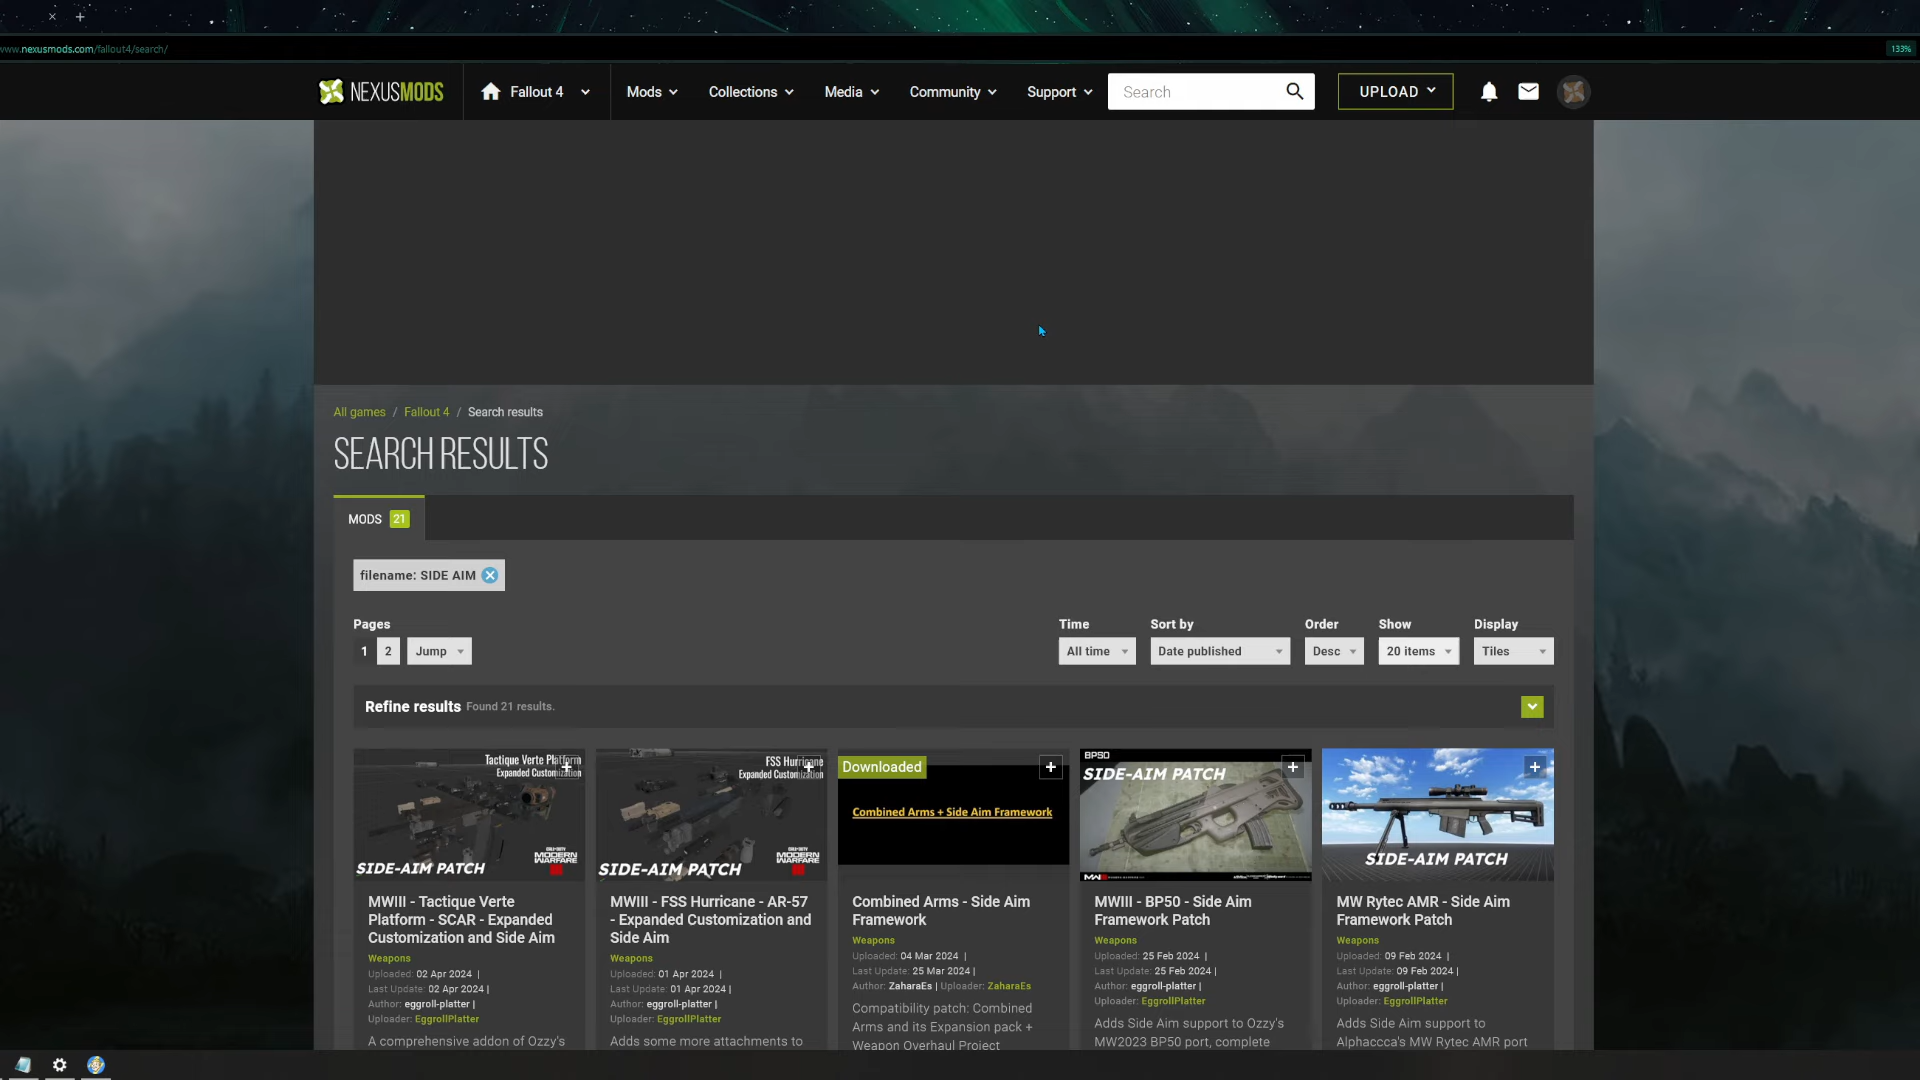 www.nexusmods.com/fallout4/search/
133%
NEXUSMODS
Fallout 4
Mods
Collections
Media
Community
Support
Search
UPLOAD
All games / Fallout 4 / Search results
SEARCH RESULTS
MODS 21
filename: SIDE AIM
Pages
1 2 Jump
Time
All time
Sort by
Date published
Order
Desc
Show
20 items
Display
Tiles
Refine results Found 21 results.
Tactique Verte Platform
Expanded Customization
SIDE-AIM PATCH
CALL OF DUTY
MODERN
WARFARE
III
MWIII - Tactique Verte
Platform - SCAR - Expanded
Customization and Side Aim
Weapons
Uploaded: 02 Apr 2024 |
Last Update: 02 Apr 2024 |
Author: eggroll-platter |
Uploader: EggrollPlatter
A comprehensive addon of Ozzy's
FSS Hurricane
Expanded Customization
SIDE-AIM PATCH
CALL OF DUTY
MODERN
WARFARE
III
MWIII - FSS Hurricane - AR-57
- Expanded Customization and
Side Aim
Weapons
Uploaded: 01 Apr 2024 |
Last Update: 01 Apr 2024 |
Author: eggroll-platter |
Uploader: EggrollPlatter
Adds some more attachments to
Downloaded
Combined Arms + Side Aim Framework
Combined Arms - Side Aim
Framework
Weapons
Uploaded: 04 Mar 2024 |
Last Update: 25 Mar 2024 |
Author: ZaharaEs | Uploader: ZaharaEs
Compatibility patch: Combined
Arms and its Expansion pack +
Weapon Overhaul Project
BP50
SIDE-AIM PATCH
MWIII - BP50 - Side Aim
Framework Patch
Weapons
Uploaded: 25 Feb 2024 |
Last Update: 25 Feb 2024 |
Author: eggroll-platter |
Uploader: EggrollPlatter
Adds Side Aim support to Ozzy's
MW2023 BP50 port, complete
SIDE-AIM PATCH
MW Rytec AMR - Side Aim
Framework Patch
Weapons
Uploaded: 09 Feb 2024 |
Last Update: 09 Feb 2024 |
Author: eggroll-platter |
Uploader: EggrollPlatter
Adds Side Aim support to
Alphaccca's MW Rytec AMR port